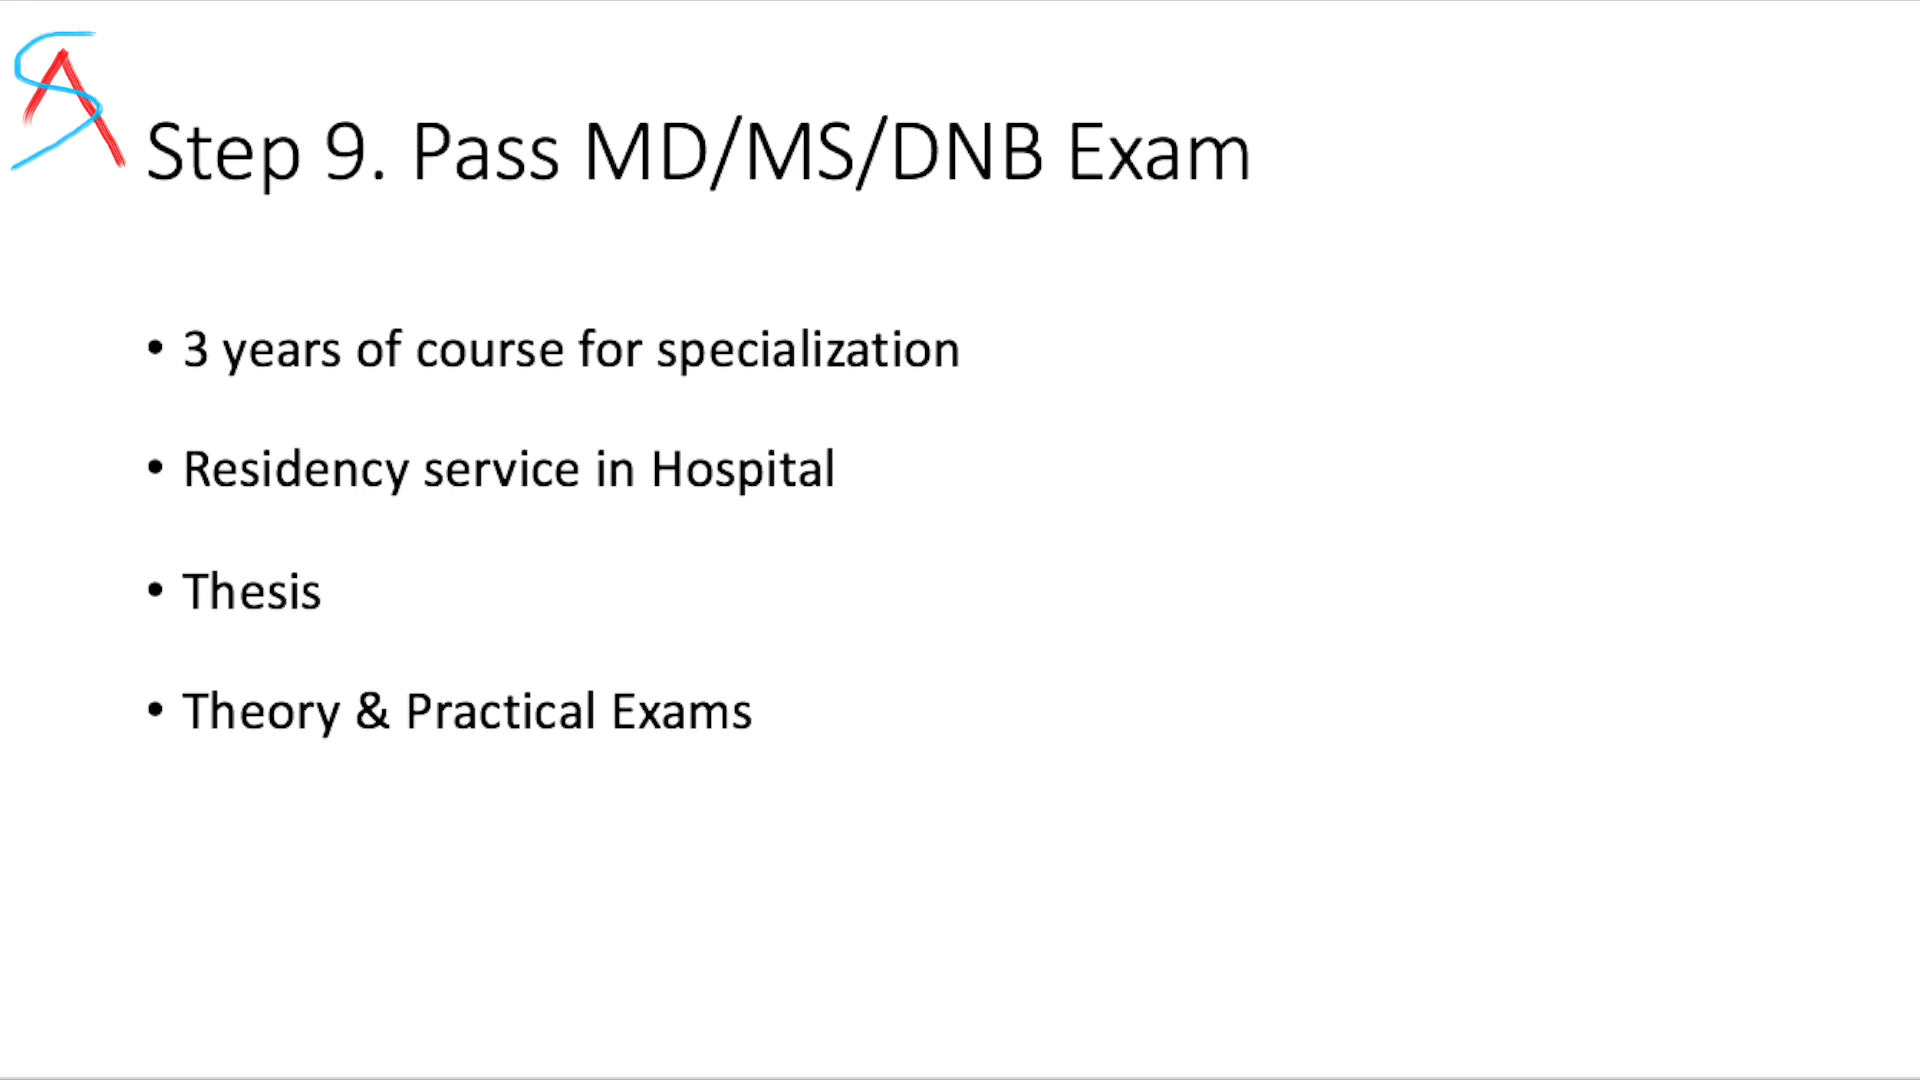 Step 9. Pass MD/MS/DNB Exam
• 3 years of course for specialization
• Residency service in Hospital
• Thesis
• Theory & Practical Exams